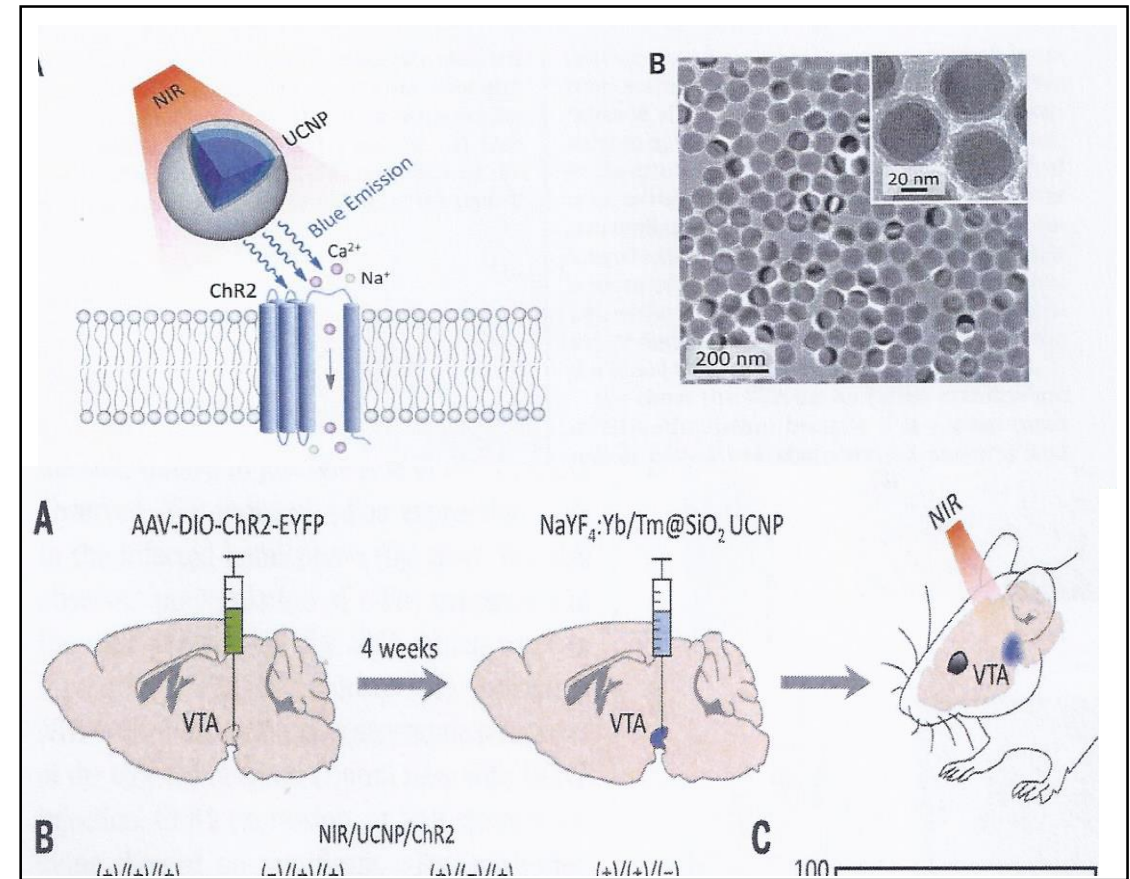 B
NIR
UCNP
Blue Emission
Ca²⁺
Na⁺
ChR2
20 nm
200 nm
A
AAV-DIO-ChR2-EYFP
NaYF₄:Yb/Tm@SiO₂ UCNP
NIR
4 weeks
VTA
VTA
VTA
B
NIR/UCNP/ChR2
C
(+)/(+)/(+)
(−)/(+)/(+)
(+)/(−)/(+)
(+)/(+)/(−)
100